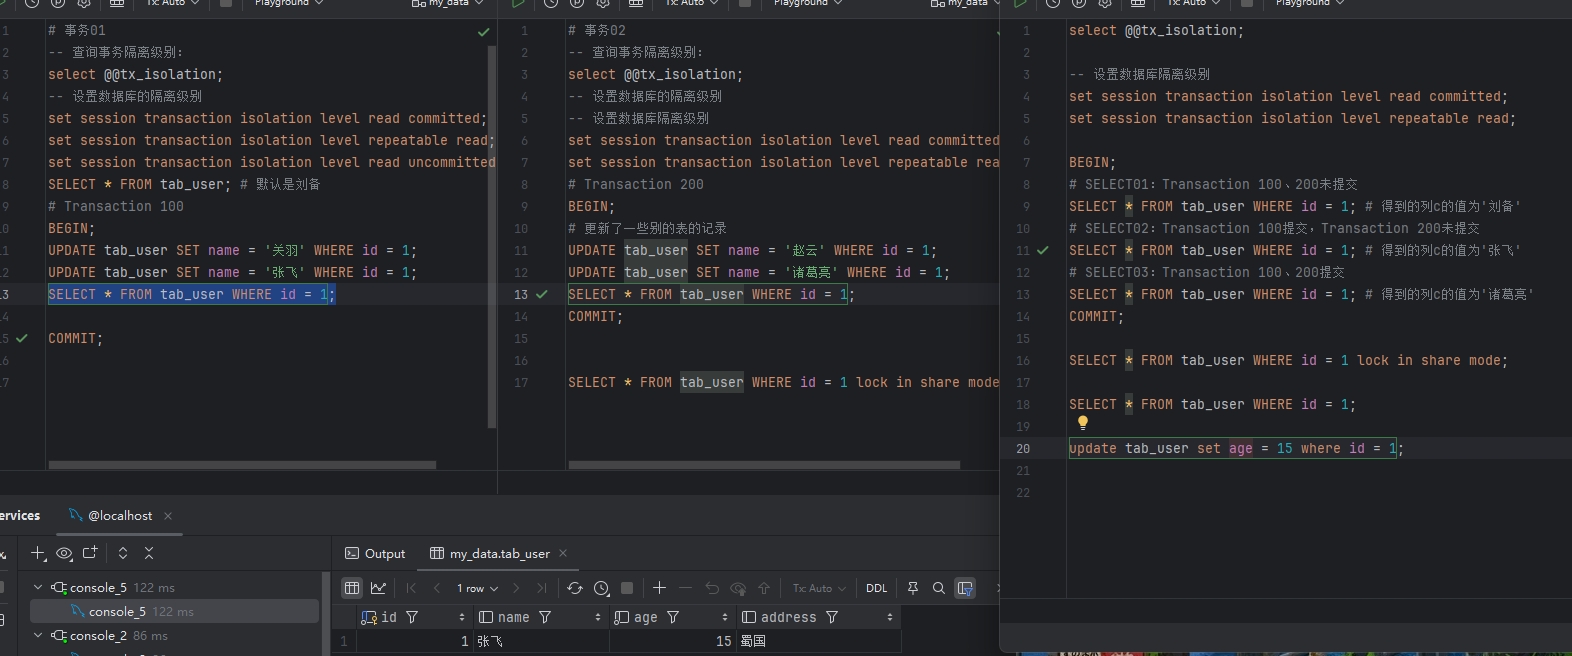 Tx: Auto
Playground
my_data
Tx: Auto
Playground
my_data
Tx: Auto
Playground
1 # 事务01
2 -- 查询事务隔离级别：
3 select @@tx_isolation;
4 -- 设置数据库的隔离级别
5 set session transaction isolation level read committed;
6 set session transaction isolation level repeatable read;
7 set session transaction isolation level read uncommitted
8 SELECT * FROM tab_user; # 默认是刘备
9 # Transaction 100
10 BEGIN;
11 UPDATE tab_user SET name = '关羽' WHERE id = 1;
12 UPDATE tab_user SET name = '张飞' WHERE id = 1;
13 SELECT * FROM tab_user WHERE id = 1;
14
15 COMMIT;
16
17
1 # 事务02
2 -- 查询事务隔离级别：
3 select @@tx_isolation;
4 -- 设置数据库的隔离级别
5 -- 设置数据库隔离级别
6 set session transaction isolation level read committed
7 set session transaction isolation level repeatable rea
8 # Transaction 200
9 BEGIN;
10 # 更新了一些别的表的记录
11 UPDATE tab_user SET name = '赵云' WHERE id = 1;
12 UPDATE tab_user SET name = '诸葛亮' WHERE id = 1;
13 SELECT * FROM tab_user WHERE id = 1;
14 COMMIT;
15
16
17 SELECT * FROM tab_user WHERE id = 1 lock in share mode
1 select @@tx_isolation;
2
3 -- 设置数据库隔离级别
4 set session transaction isolation level read committed;
5 set session transaction isolation level repeatable read;
6
7 BEGIN;
8 # SELECT01：Transaction 100、200未提交
9 SELECT * FROM tab_user WHERE id = 1; # 得到的列c的值为'刘备'
10 # SELECT02：Transaction 100提交，Transaction 200未提交
11 SELECT * FROM tab_user WHERE id = 1; # 得到的列c的值为'张飞'
12 # SELECT03：Transaction 100、200提交
13 SELECT * FROM tab_user WHERE id = 1; # 得到的列c的值为'诸葛亮'
14 COMMIT;
15
16 SELECT * FROM tab_user WHERE id = 1 lock in share mode;
17
18 SELECT * FROM tab_user WHERE id = 1;
19
20 update tab_user set age = 15 where id = 1;
21
22
ervices
@localhost
console_5 122 ms
console_5 122 ms
console_2 86 ms
Output
my_data.tab_user
1 row
Tx: Auto
DDL
id name age address
1 1 张飞 15 蜀国